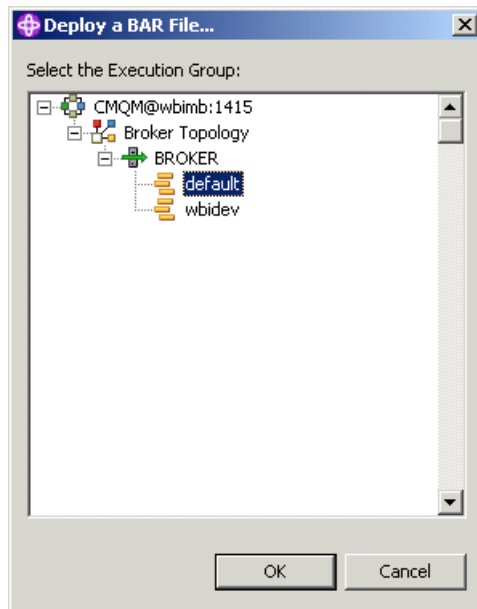 Deploy a BAR File...
Select the Execution Group:
CMQM@wbimb:1415
Broker Topology
BROKER
default
wbidev
OK Cancel